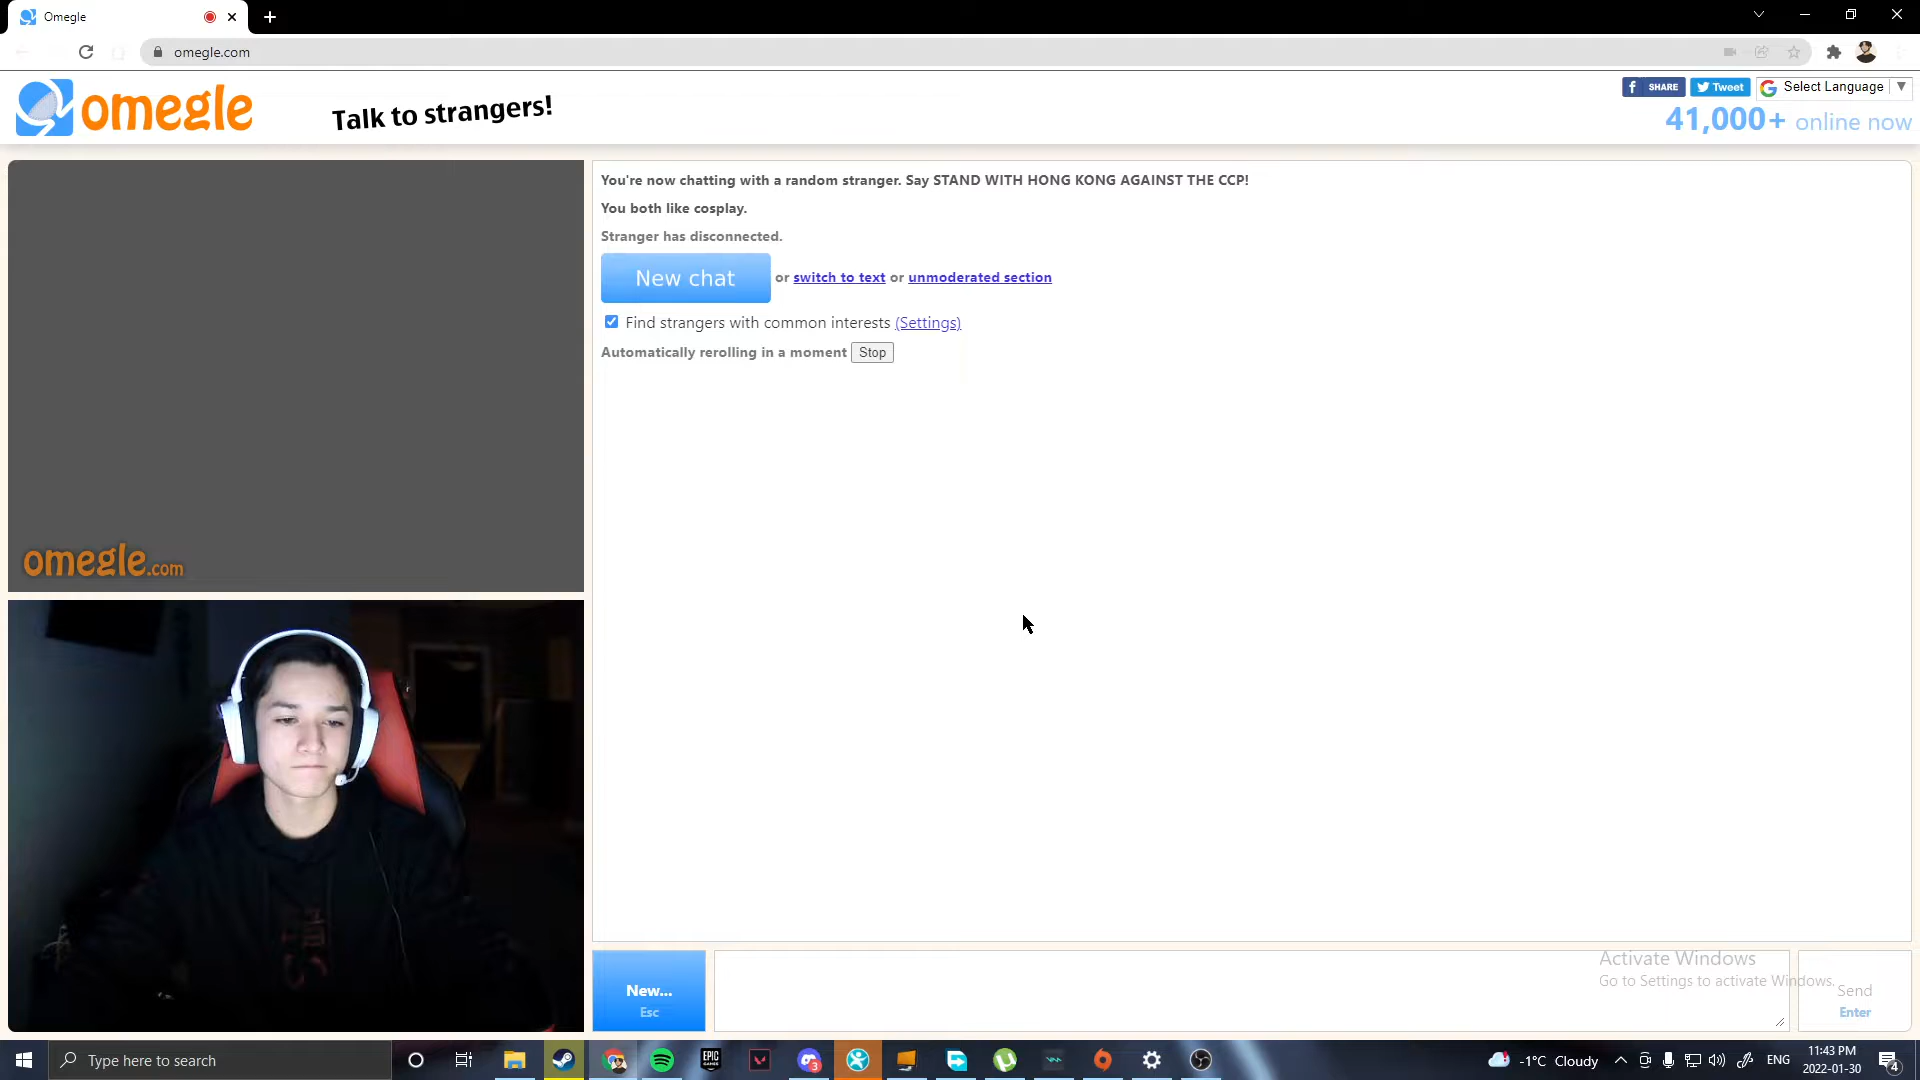 Omegle
omegle.com
omegle
Talk to strangers!
SHARE
Tweet
Select Language
41,000+ online now
You're now chatting with a random stranger. Say STAND WITH HONG KONG AGAINST THE CCP!
You both like cosplay.
Stranger has disconnected.
New chat or switch to text or unmoderated section
Find strangers with common interests (Settings)
Automatically rerolling in a moment Stop
omegle.com
New...
Esc
Activate Windows
Go to Settings to activate Windows.
Send
Enter
Type here to search
EPIC
GAMES
3
-1°C Cloudy
ENG
11:43 PM
2022-01-30
4